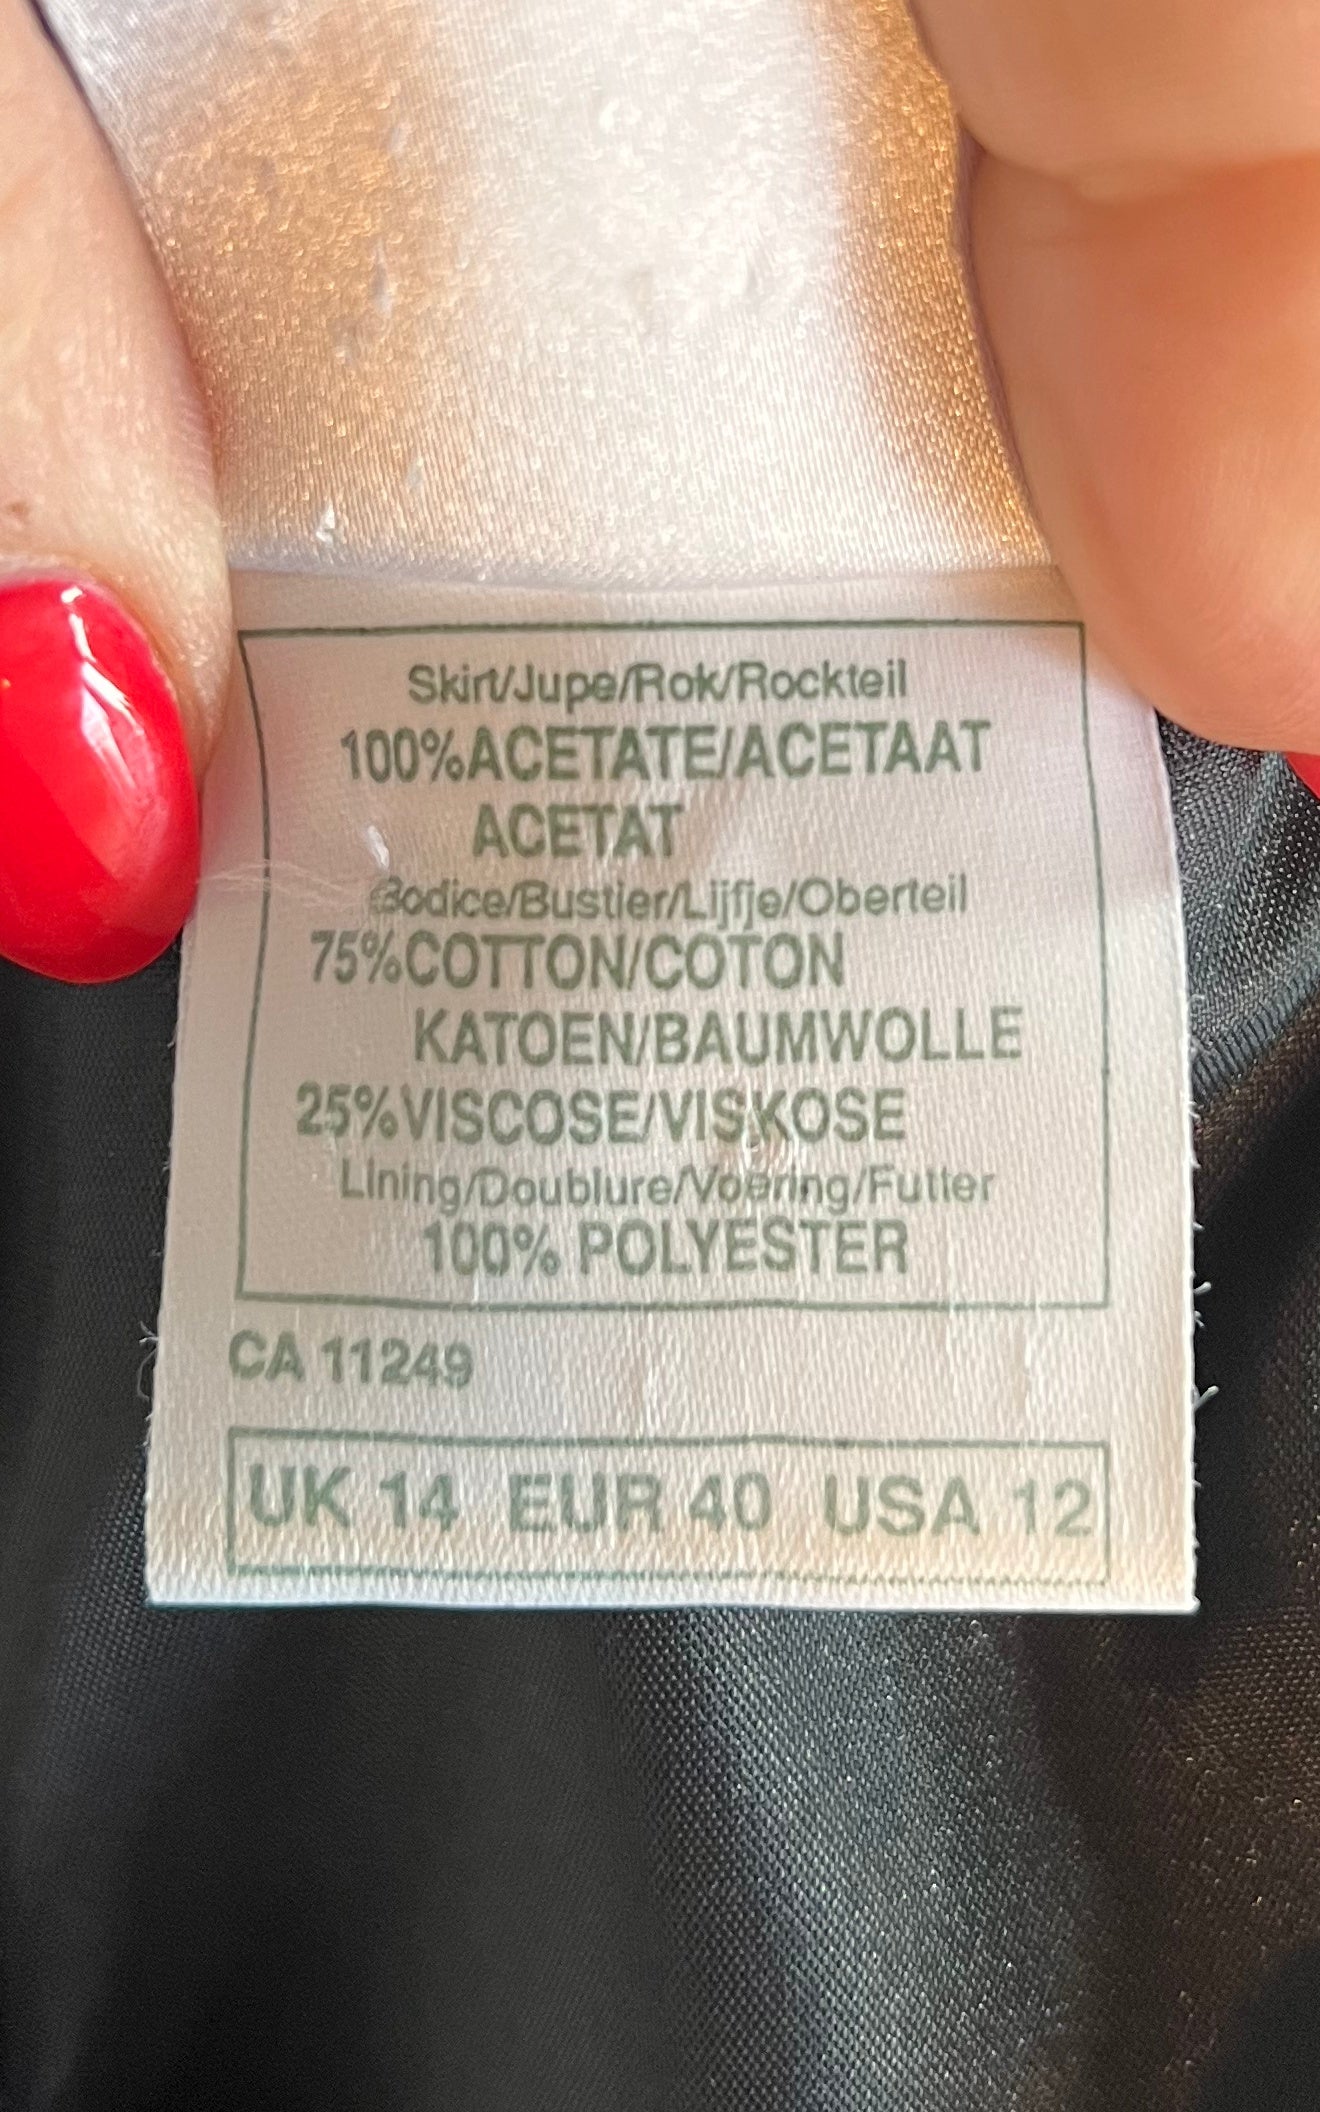 Skirt/Jupe/Rok/Rockteil
100%ACETATE/ACETAAT
ACETAT
Bodice/Bustier/Lijfje/Oberteil
75%COTTON/COTON
KATOEN/BAUMWOLLE
25%VISCOSE/VISKOSE
Lining/Doublure/Voering/Futter
100% POLYESTER
CA 11249
UK 14 EUR 40 USA 12